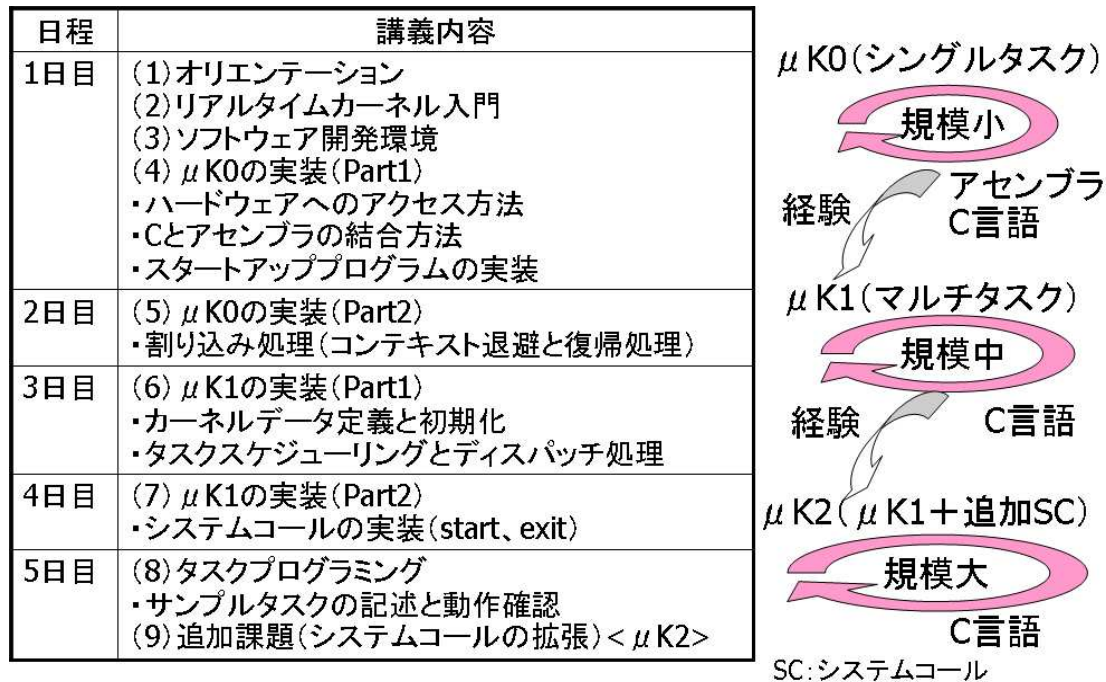 日程 講義内容
1日目 (1)オリエンテーション
(2)リアルタイムカーネル入門
(3)ソフトウェア開発環境
(4)μK0の実装(Part1)
・ハードウェアへのアクセス方法
・Cとアセンブラの結合方法
・スタートアッププログラムの実装
2日目 (5)μK0の実装(Part2)
・割り込み処理(コンテキスト退避と復帰処理)
3日目 (6)μK1の実装(Part1)
・カーネルデータ定義と初期化
・タスクスケジューリングとディスパッチ処理
4日目 (7)μK1の実装(Part2)
・システムコールの実装(start、exit)
5日目 (8)タスクプログラミング
・サンプルタスクの記述と動作確認
(9)追加課題(システムコールの拡張)<μK2>
μK0(シングルタスク)
規模小
経験
アセンブラ
C言語
μK1(マルチタスク)
規模中
経験
C言語
μK2(μK1+追加SC)
規模大
C言語
SC:システムコール